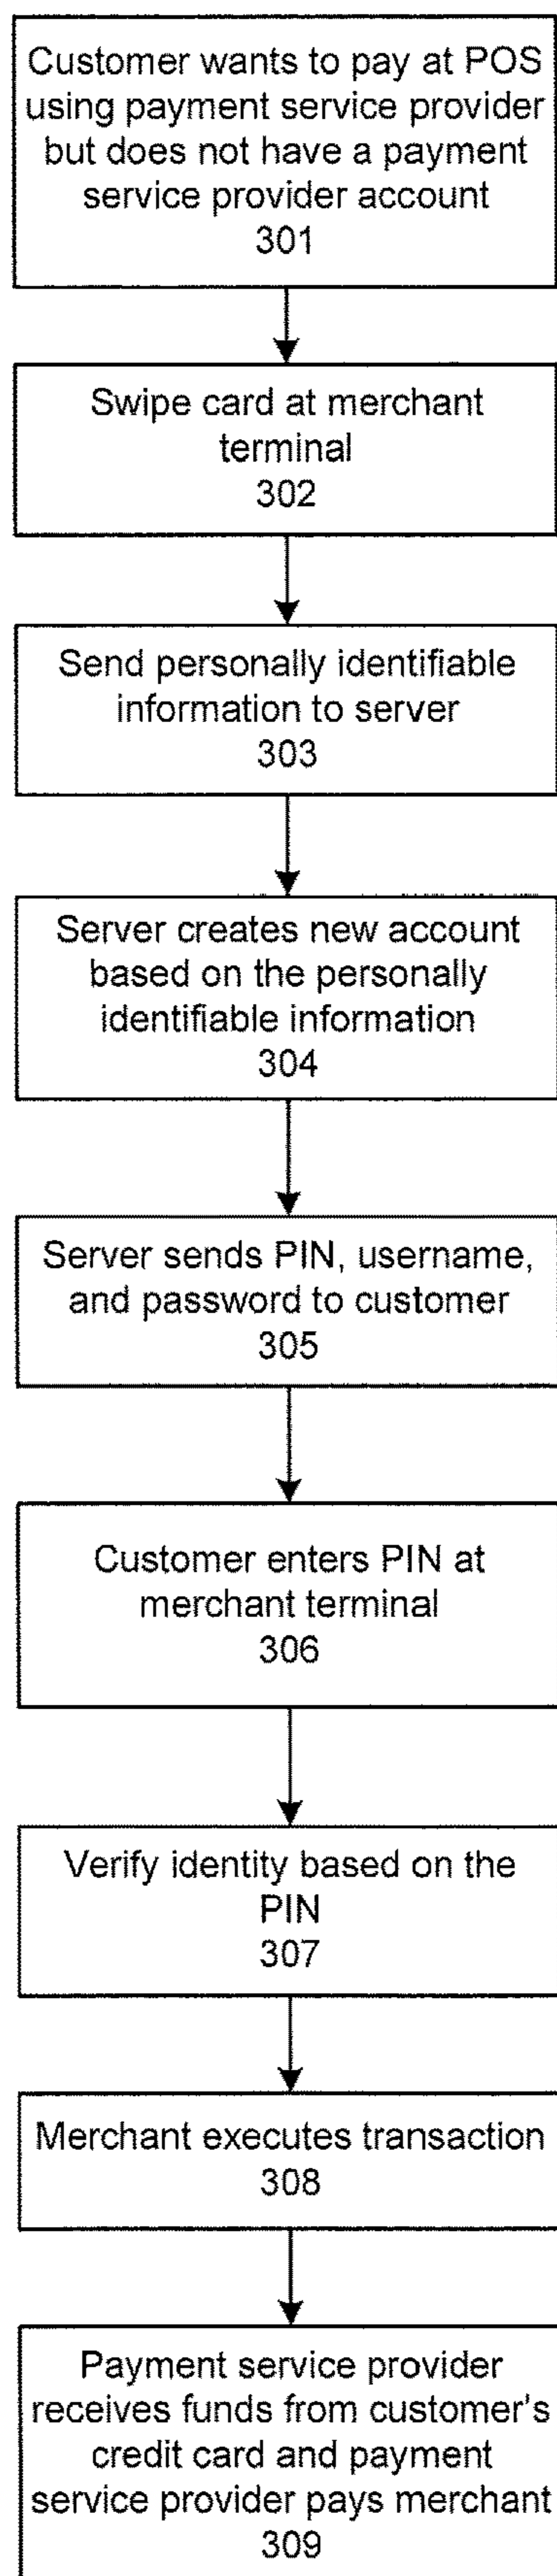 Customer wants to pay at POS
using payment service provider
but does not have a payment
service provider account
301
Swipe card at merchant
terminal
302
Send personally identifiable
information to server
303
Server creates new account
based on the personally
identifiable information
304
Server sends PIN, username,
and password to customer
305
Customer enters PIN at
merchant terminal
306
Verify identity based on the
PIN
307
Merchant executes transaction
308
Payment service provider
receives funds from customer's
credit card and payment
service provider pays merchant
309